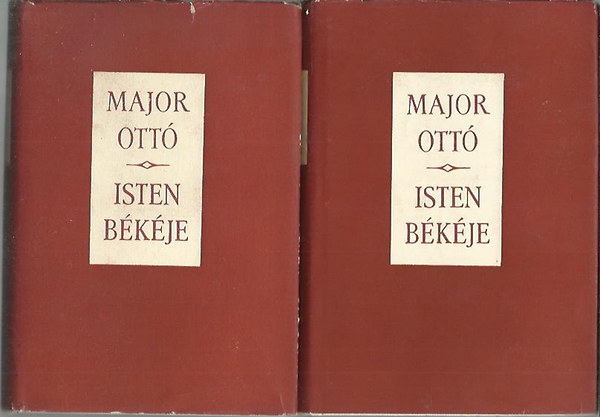 MAJOR
OTTÓ
ISTEN
BÉKÉJE
MAJOR
OTTÓ
ISTEN
BÉKÉJE